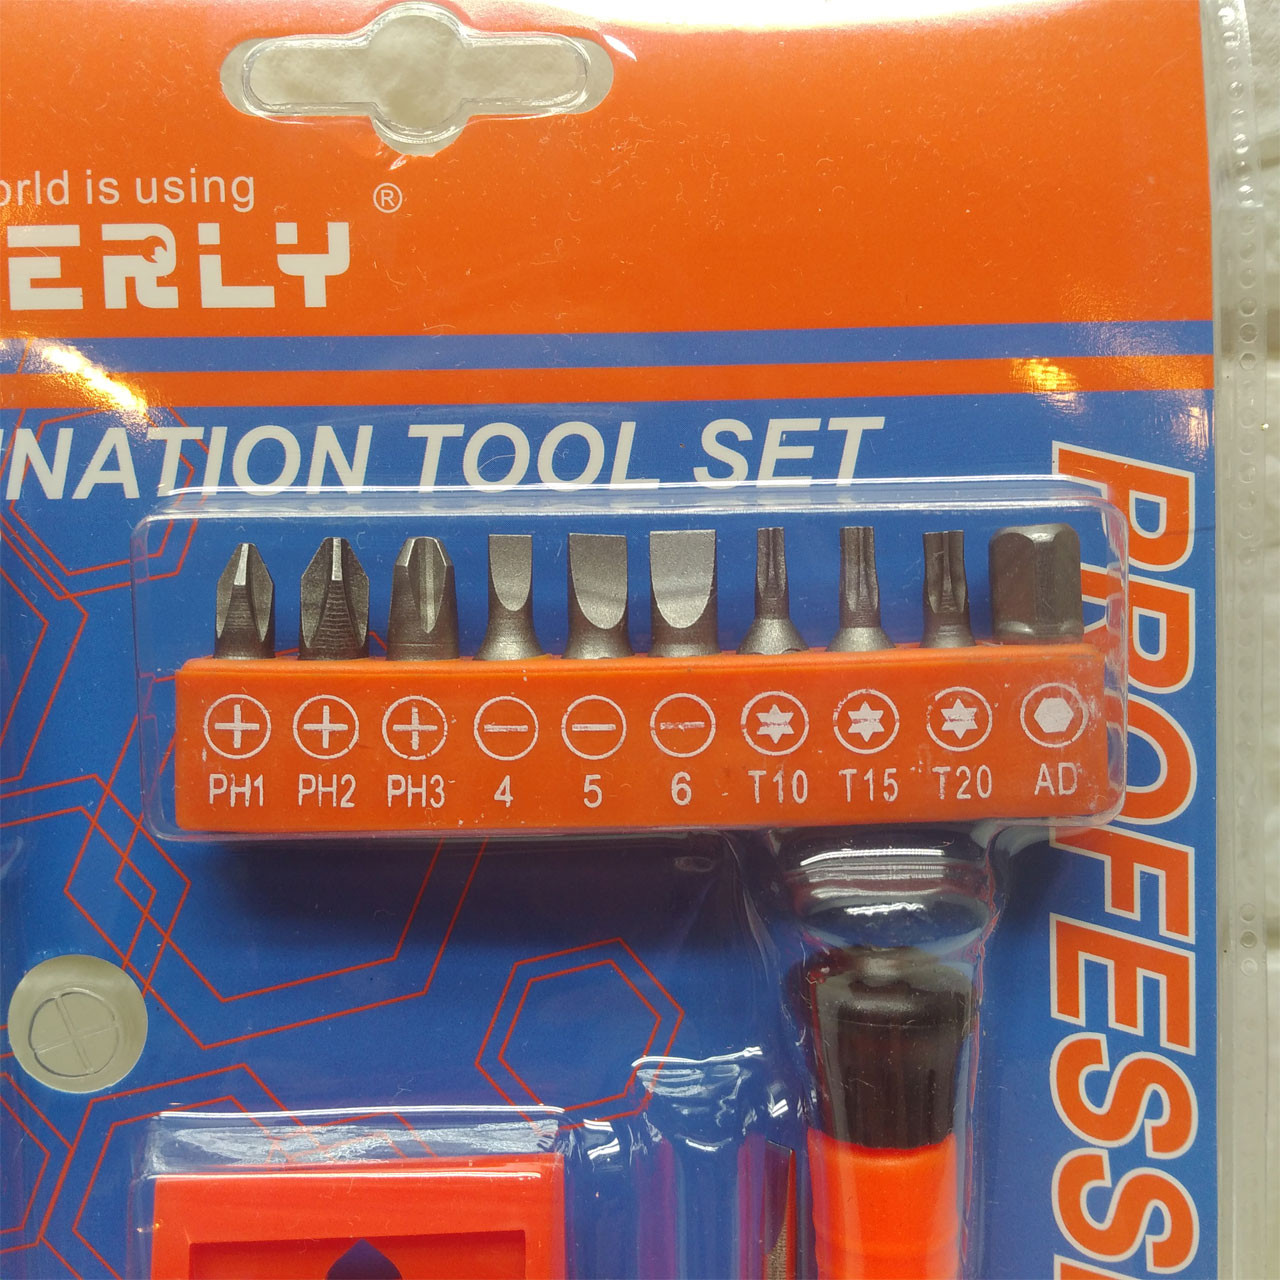 orld is using
®
ERLY
NATION TOOL SET
PROFESS
PH1 PH2 PH3 4 5 6 T10 T15 T20 AD